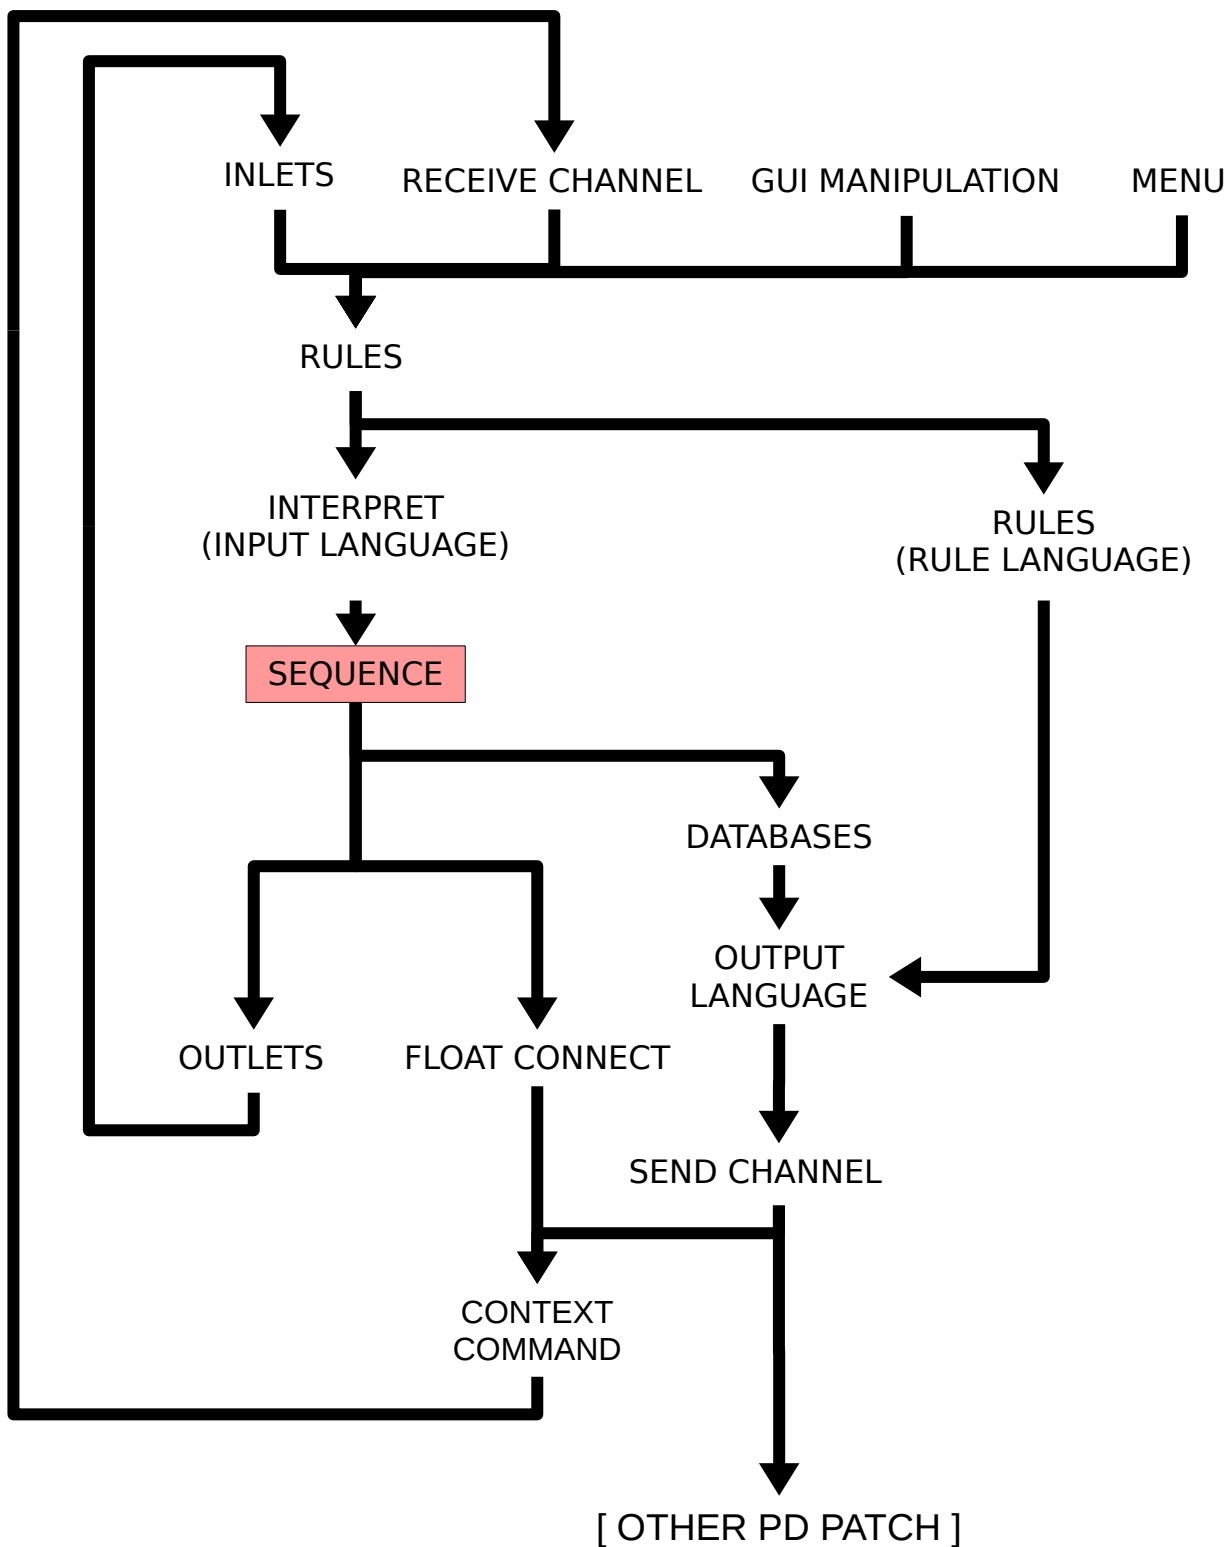 INLETS
RECEIVE CHANNEL
GUI MANIPULATION
MENU
RULES
INTERPRET
(INPUT LANGUAGE)
RULES
(RULE LANGUAGE)
SEQUENCE
DATABASES
OUTPUT
LANGUAGE
OUTLETS
FLOAT CONNECT
SEND CHANNEL
CONTEXT
COMMAND
[ OTHER PD PATCH ]